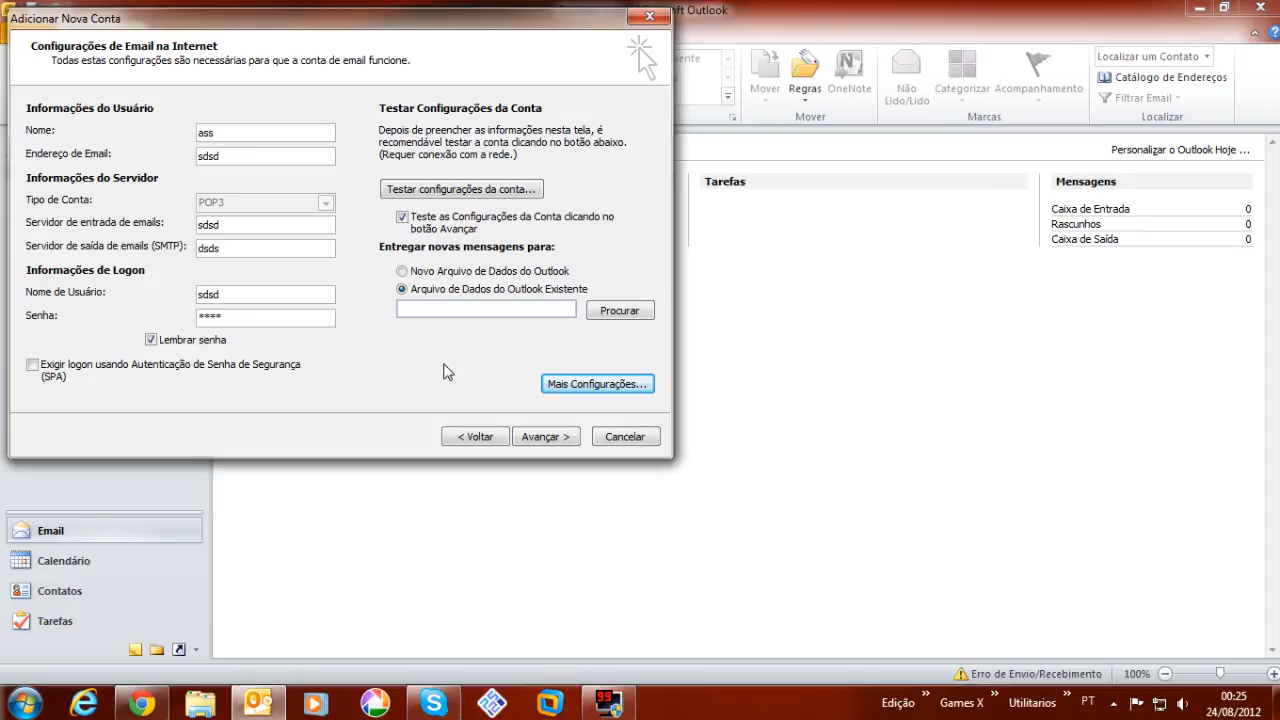 Adicionar Nova Conta
soft Outlook
Configurações de Email na Internet
Todas estas configurações são necessárias para que a conta de email funcione.
Informações do Usuário
Nome:
ass
Endereço de Email:
sdsd
Informações do Servidor
Tipo de Conta:
POP3
Servidor de entrada de emails:
sdsd
Servidor de saída de emails (SMTP):
dsds
Informações de Logon
Nome de Usuário:
sdsd
Senha:
****
Lembrar senha
Exigir logon usando Autenticação de Senha de Segurança
(SPA)
Testar Configurações da Conta
Depois de preencher as informações nesta tela, é
recomendável testar a conta clicando no botão abaixo.
(Requer conexão com a rede.)
Testar configurações da conta...
Teste as Configurações da Conta clicando no
botão Avançar
Entregar novas mensagens para:
Novo Arquivo de Dados do Outlook
Arquivo de Dados do Outlook Existente
Procurar
Mais Configurações...
< Voltar
Avançar >
Cancelar
Mover
Regras
OneNote
Mover
Não
Lido/Lido
Categorizar
Acompanhamento
Marcas
Localizar um Contato
Catálogo de Endereços
Filtrar Email
Localizar
Personalizar o Outlook Hoje ...
Tarefas
Mensagens
Caixa de Entrada 0
Rascunhos 0
Caixa de Saída 0
Email
Calendário
Contatos
Tarefas
Erro de Envio/Recebimento
100%
Edição
Games X
Utilitarios
PT
00:25
24/08/2012